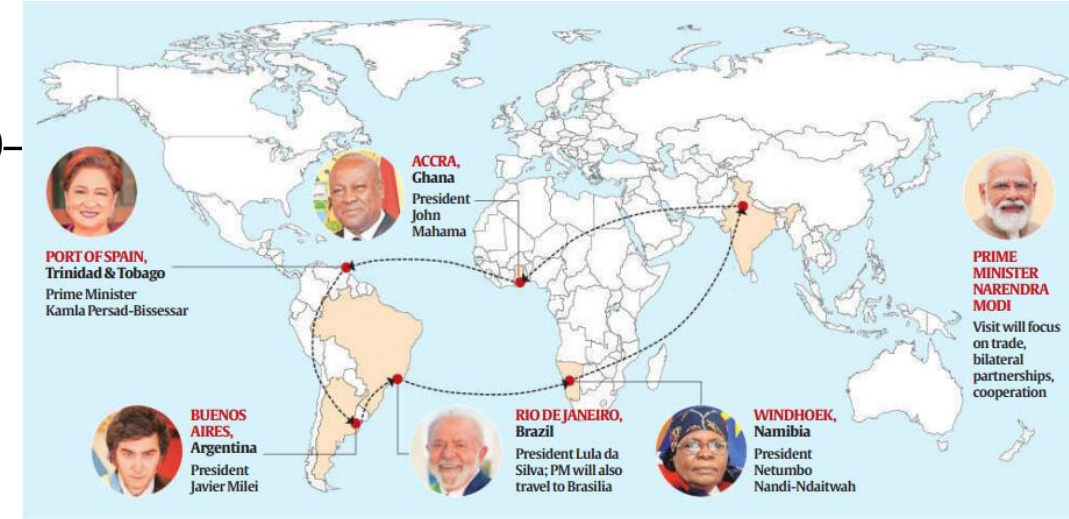 ACCRA,
Ghana
President
John
Mahama
PORT OF SPAIN,
Trinidad & Tobago
Prime Minister
Kamla Persad-Bissessar
PRIME
MINISTER
NARENDRA
MODI
Visit will focus
on trade,
bilateral
partnerships,
cooperation
BUENOS
AIRES,
Argentina
President
Javier Milei
RIO DE JANEIRO,
Brazil
President Lula da
Silva; PM will also
travel to Brasilia
WINDHOEK,
Namibia
President
Netumbo
Nandi-Ndaitwah